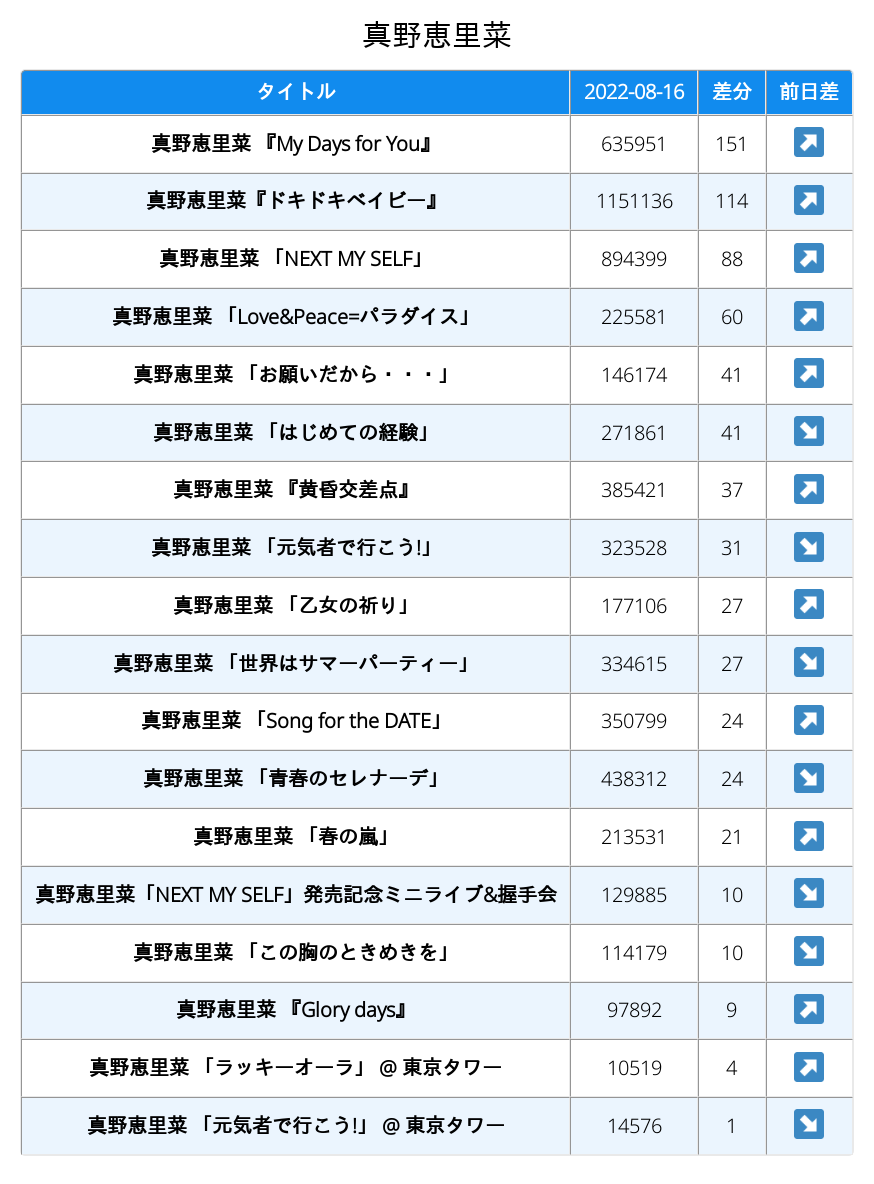 真野恵里菜
タイトル 2022-08-16 差分 前日差
真野恵里菜 『My Days for You』 635951 151 ↗
真野恵里菜『ドキドキベイビー』 1151136 114 ↗
真野恵里菜 「NEXT MY SELF」 894399 88 ↗
真野恵里菜 「Love&Peace=パラダイス」 225581 60 ↗
真野恵里菜 「お願いだから・・・」 146174 41 ↗
真野恵里菜 「はじめての経験」 271861 41 ↘
真野恵里菜 『黄昏交差点』 385421 37 ↗
真野恵里菜 「元気者で行こう!」 323528 31 ↘
真野恵里菜 「乙女の祈り」 177106 27 ↗
真野恵里菜 「世界はサマーパーティー」 334615 27 ↘
真野恵里菜 「Song for the DATE」 350799 24 ↗
真野恵里菜 「青春のセレナーデ」 438312 24 ↘
真野恵里菜 「春の嵐」 213531 21 ↗
真野恵里菜「NEXT MY SELF」発売記念ミニライブ&握手会 129885 10 ↘
真野恵里菜 「この胸のときめきを」 114179 10 ↘
真野恵里菜 『Glory days』 97892 9 ↗
真野恵里菜 「ラッキーオーラ」 @ 東京タワー 10519 4 ↗
真野恵里菜 「元気者で行こう!」 @ 東京タワー 14576 1 ↘